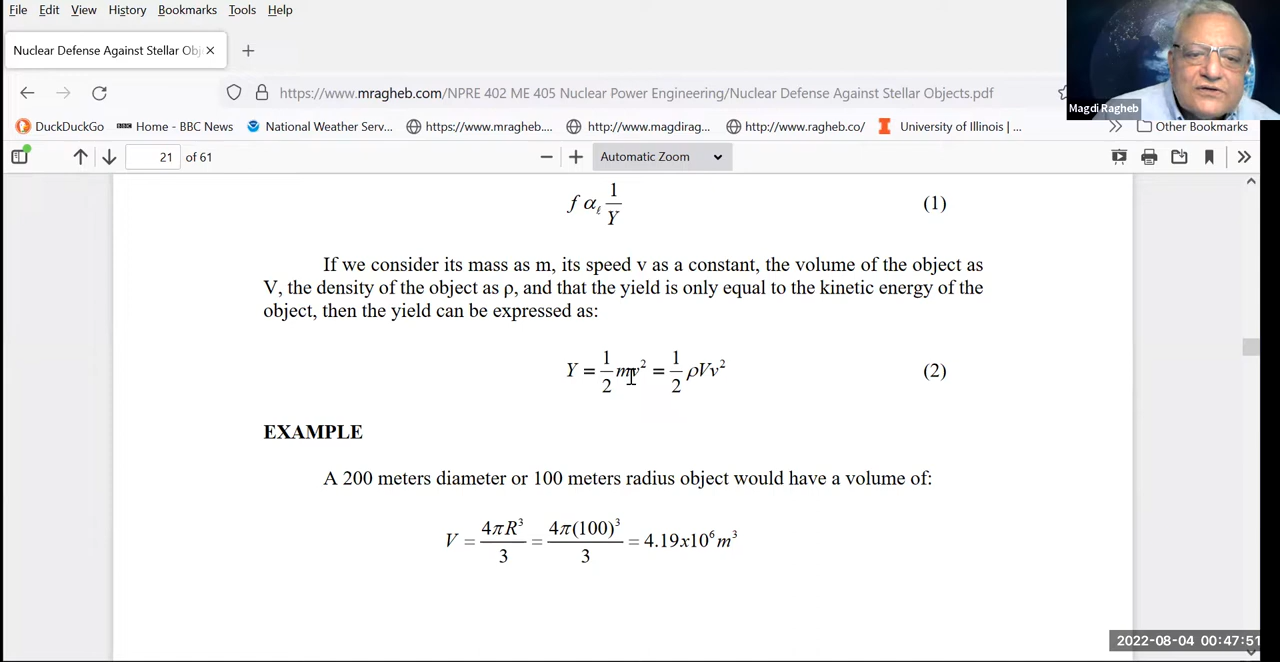 File Edit View History Bookmarks Tools Help
Nuclear Defense Against Stellar Obj
https://www.mragheb.com/NPRE 402 ME 405 Nuclear Power Engineering/Nuclear Defense Against Stellar Objects.pdf
Magdi Ragheb
DuckDuckGo BBC Home - BBC News National Weather Serv... https://www.mragheb.... http://www.magdirag... http://www.ragheb.co/ I University of Illinois | ... Other Bookmarks
21 of 61 Automatic Zoom
f α_ℓ 1/Y (1)
If we consider its mass as m, its speed v as a constant, the volume of the object as
V, the density of the object as ρ, and that the yield is only equal to the kinetic energy of the
object, then the yield can be expressed as:
Y = 1/2 mv² = 1/2 ρVv² (2)
EXAMPLE
A 200 meters diameter or 100 meters radius object would have a volume of:
V = 4πR³/3 = 4π(100)³/3 = 4.19x10⁶ m³
2022-08-04 00:47:51